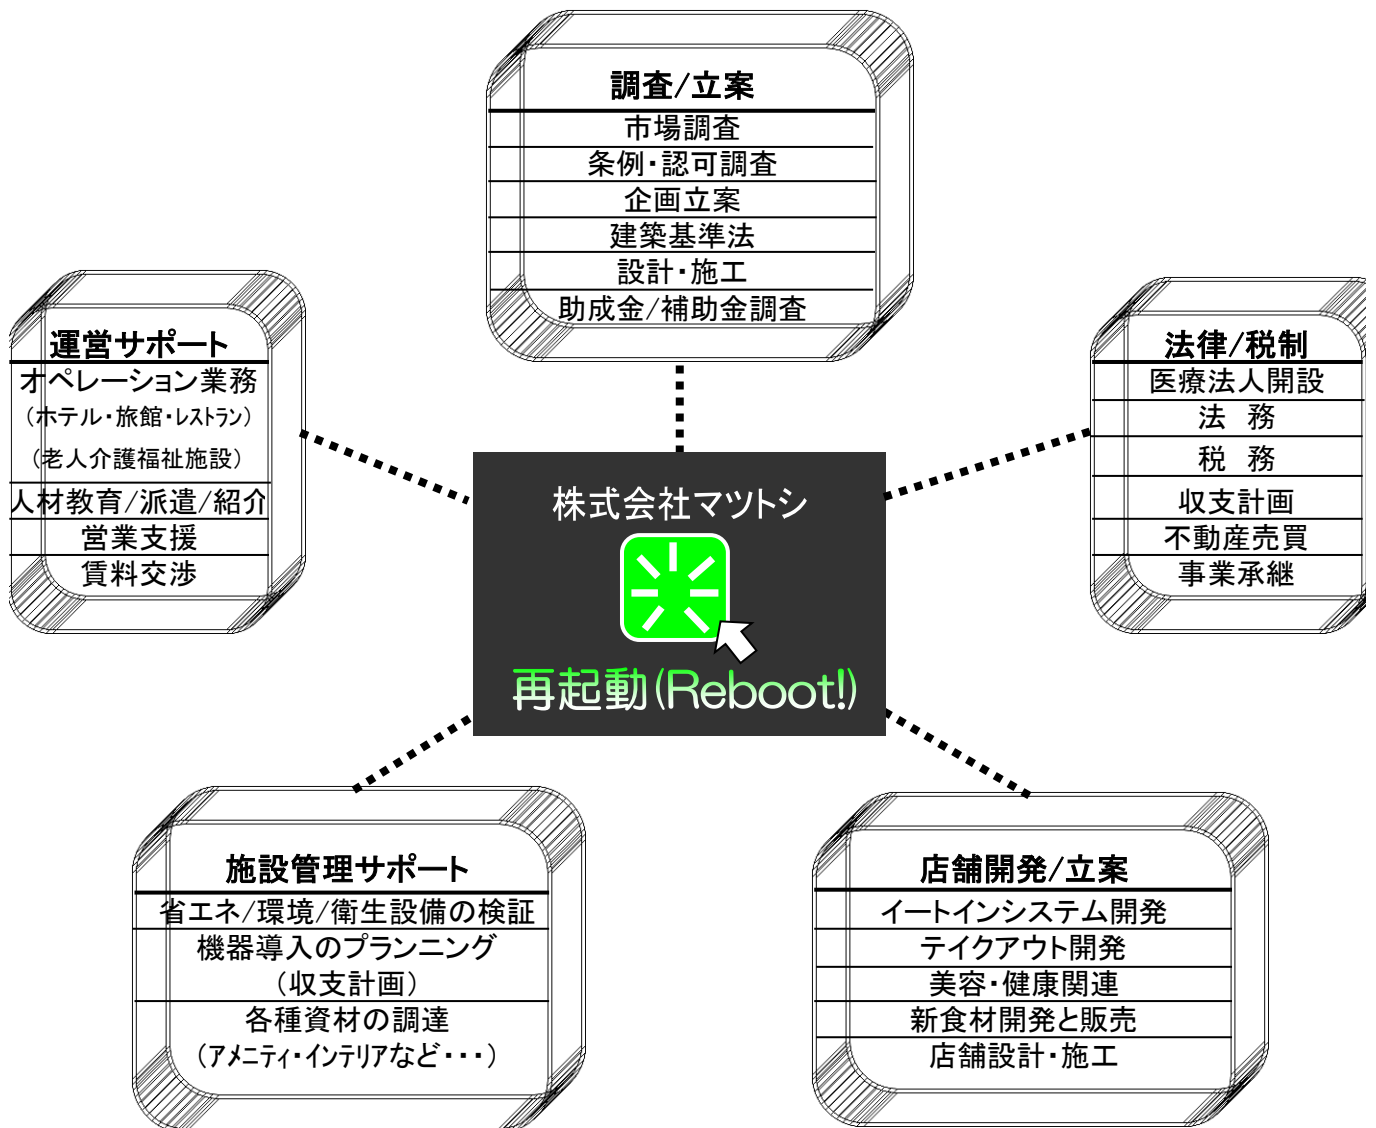 調査/立案
市場調査
条例・認可調査
企画立案
建築基準法
設計・施工
助成金/補助金調査
運営サポート
オペレーション業務
(ホテル・旅館・レストラン)
(老人介護福祉施設)
人材教育/派遣/紹介
営業支援
賃料交渉
法律/税制
医療法人開設
法　務
税　務
収支計画
不動産売買
事業承継
株式会社マツトシ
再起動(Reboot!)
施設管理サポート
省エネ/環境/衛生設備の検証
機器導入のプランニング
(収支計画)
各種資材の調達
(アメニティ・インテリアなど・・・)
店舗開発/立案
イートインシステム開発
テイクアウト開発
美容・健康関連
新食材開発と販売
店舗設計・施工